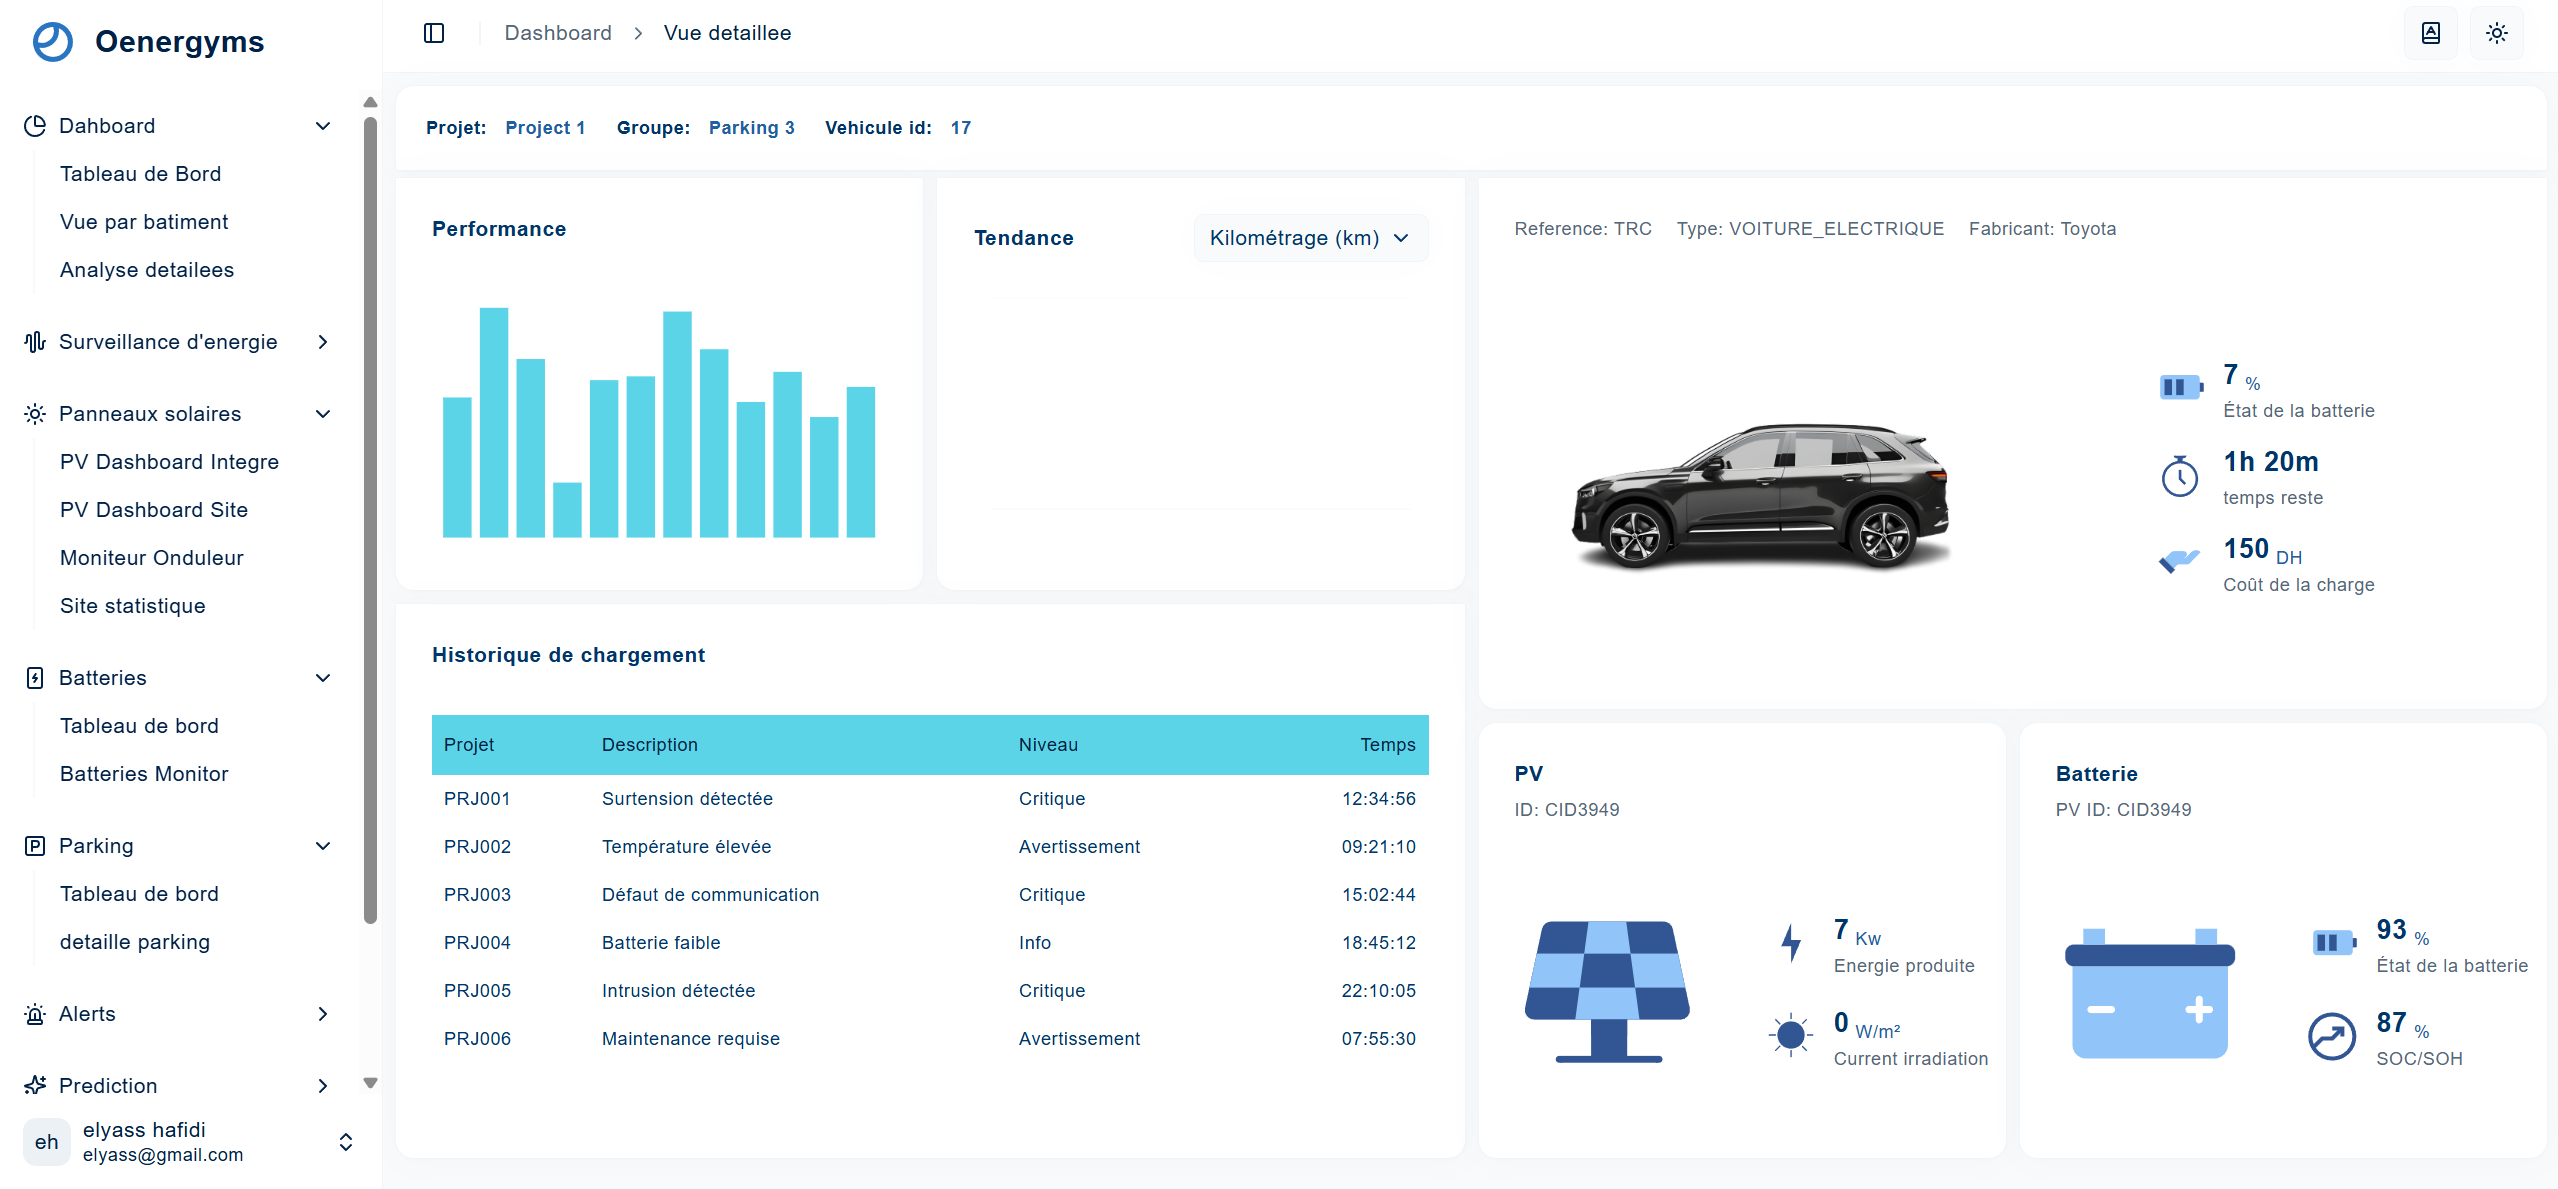 Oenergyms
Dahboard
Tableau de Bord
Vue par batiment
Analyse detailees
Surveillance d'energie
Panneaux solaires
PV Dashboard Integre
PV Dashboard Site
Moniteur Onduleur
Site statistique
Batteries
Tableau de bord
Batteries Monitor
Parking
Tableau de bord
detaille parking
Alerts
Prediction
eh
elyass hafidi
elyass@gmail.com
Dashboard > Vue detaillee
Projet: Project 1 Groupe: Parking 3 Vehicule id: 17
Performance
Tendance
Kilométrage (km)
Historique de chargement
Projet Description Niveau Temps
PRJ001 Surtension détectée Critique 12:34:56
PRJ002 Température élevée Avertissement 09:21:10
PRJ003 Défaut de communication Critique 15:02:44
PRJ004 Batterie faible Info 18:45:12
PRJ005 Intrusion détectée Critique 22:10:05
PRJ006 Maintenance requise Avertissement 07:55:30
Reference: TRC Type: VOITURE_ELECTRIQUE Fabricant: Toyota
7 %
État de la batterie
1h 20m
temps reste
150 DH
Coût de la charge
PV
ID: CID3949
7 Kw
Energie produite
0 W/m²
Current irradiation
Batterie
PV ID: CID3949
93 %
État de la batterie
87 %
SOC/SOH